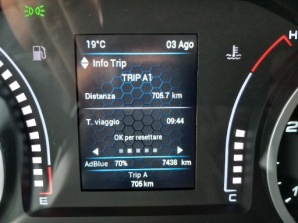 19°C 03 Ago
Info Trip
TRIP A1
Distanza 705.7 km
T. viaggio 09:44
OK per resettare
AdBlue 70% 7438 km
Trip A
705 km
E C H